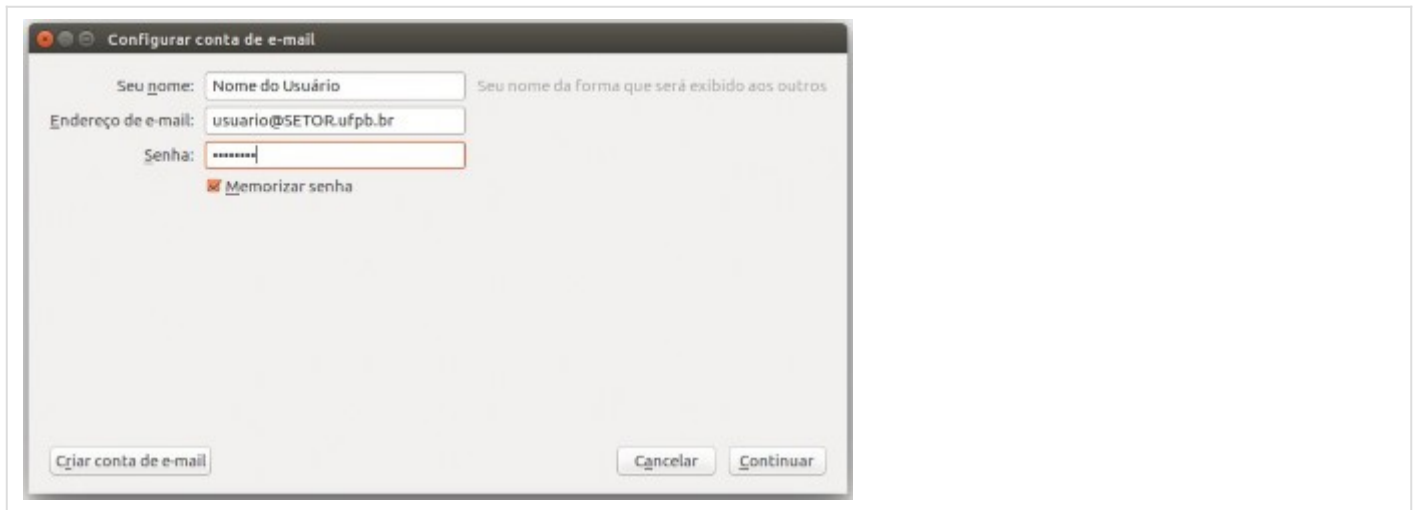 Configurar conta de e-mail
Seu nome: Nome do Usuário Seu nome da forma que será exibido aos outros
Endereço de e-mail: usuario@SETOR.ufpb.br
Senha: ••••••••
Memorizar senha
Criar conta de e-mail Cancelar Continuar